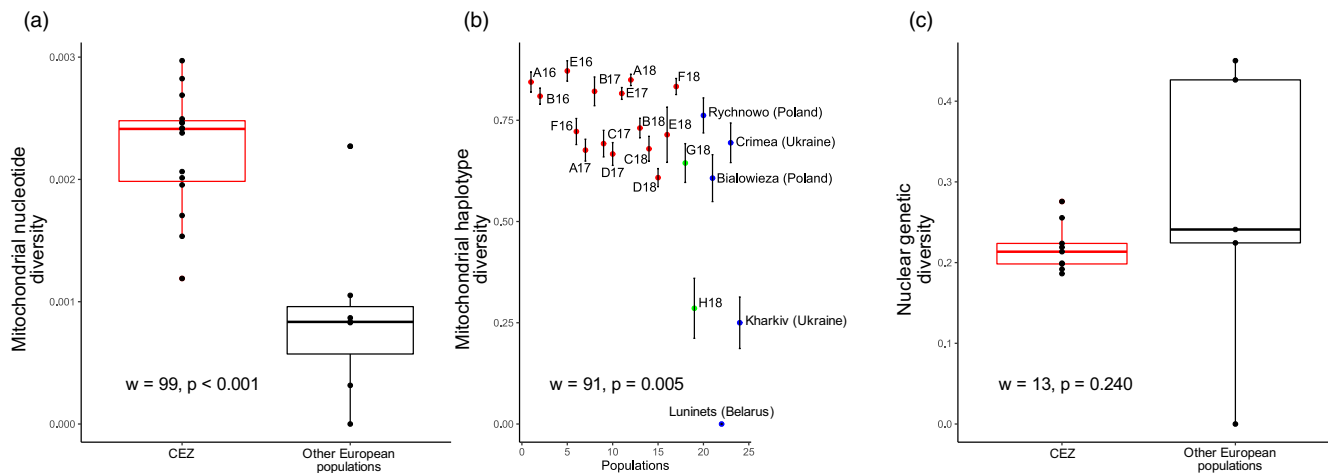 (a)
Mitochondrial nucleotide
diversity
0.003
0.002
0.001
0.000
w = 99, p < 0.001
CEZ
Other European
populations
(b)
Mitochondrial haplotype
diversity
0.75
0.50
0.25
0.00
A16
B16
E16
F16
A17
B17
C17
D17
E17
A18
B18
C18
D18
E18
F18
G18
H18
Rychnowo (Poland)
Crimea (Ukraine)
Bialowieza (Poland)
Kharkiv (Ukraine)
Luninets (Belarus)
w = 91, p = 0.005
0
5
10
15
20
25
Populations
(c)
Nuclear genetic
diversity
0.4
0.3
0.2
0.1
0.0
w = 13, p = 0.240
CEZ
Other European
populations